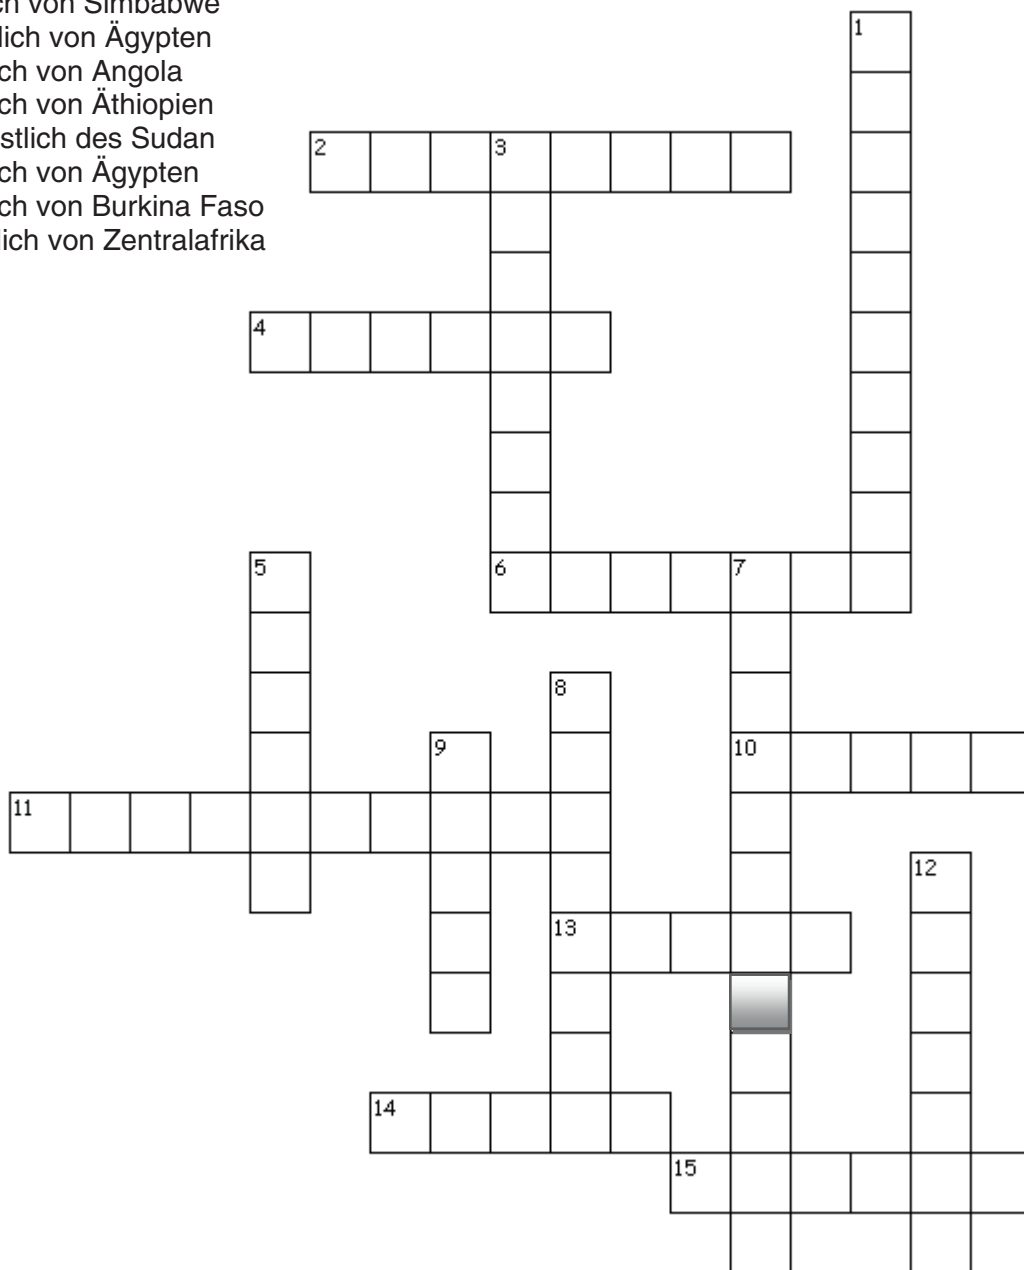 ch von Simbabwe
lich von Ägypten
ch von Angola
ch von Äthiopien
stlich des Sudan
ch von Ägypten
ch von Burkina Faso
lich von Zentralafrika
1
2 3
4
5
6 7
8
9
10
11
12
13
14
15